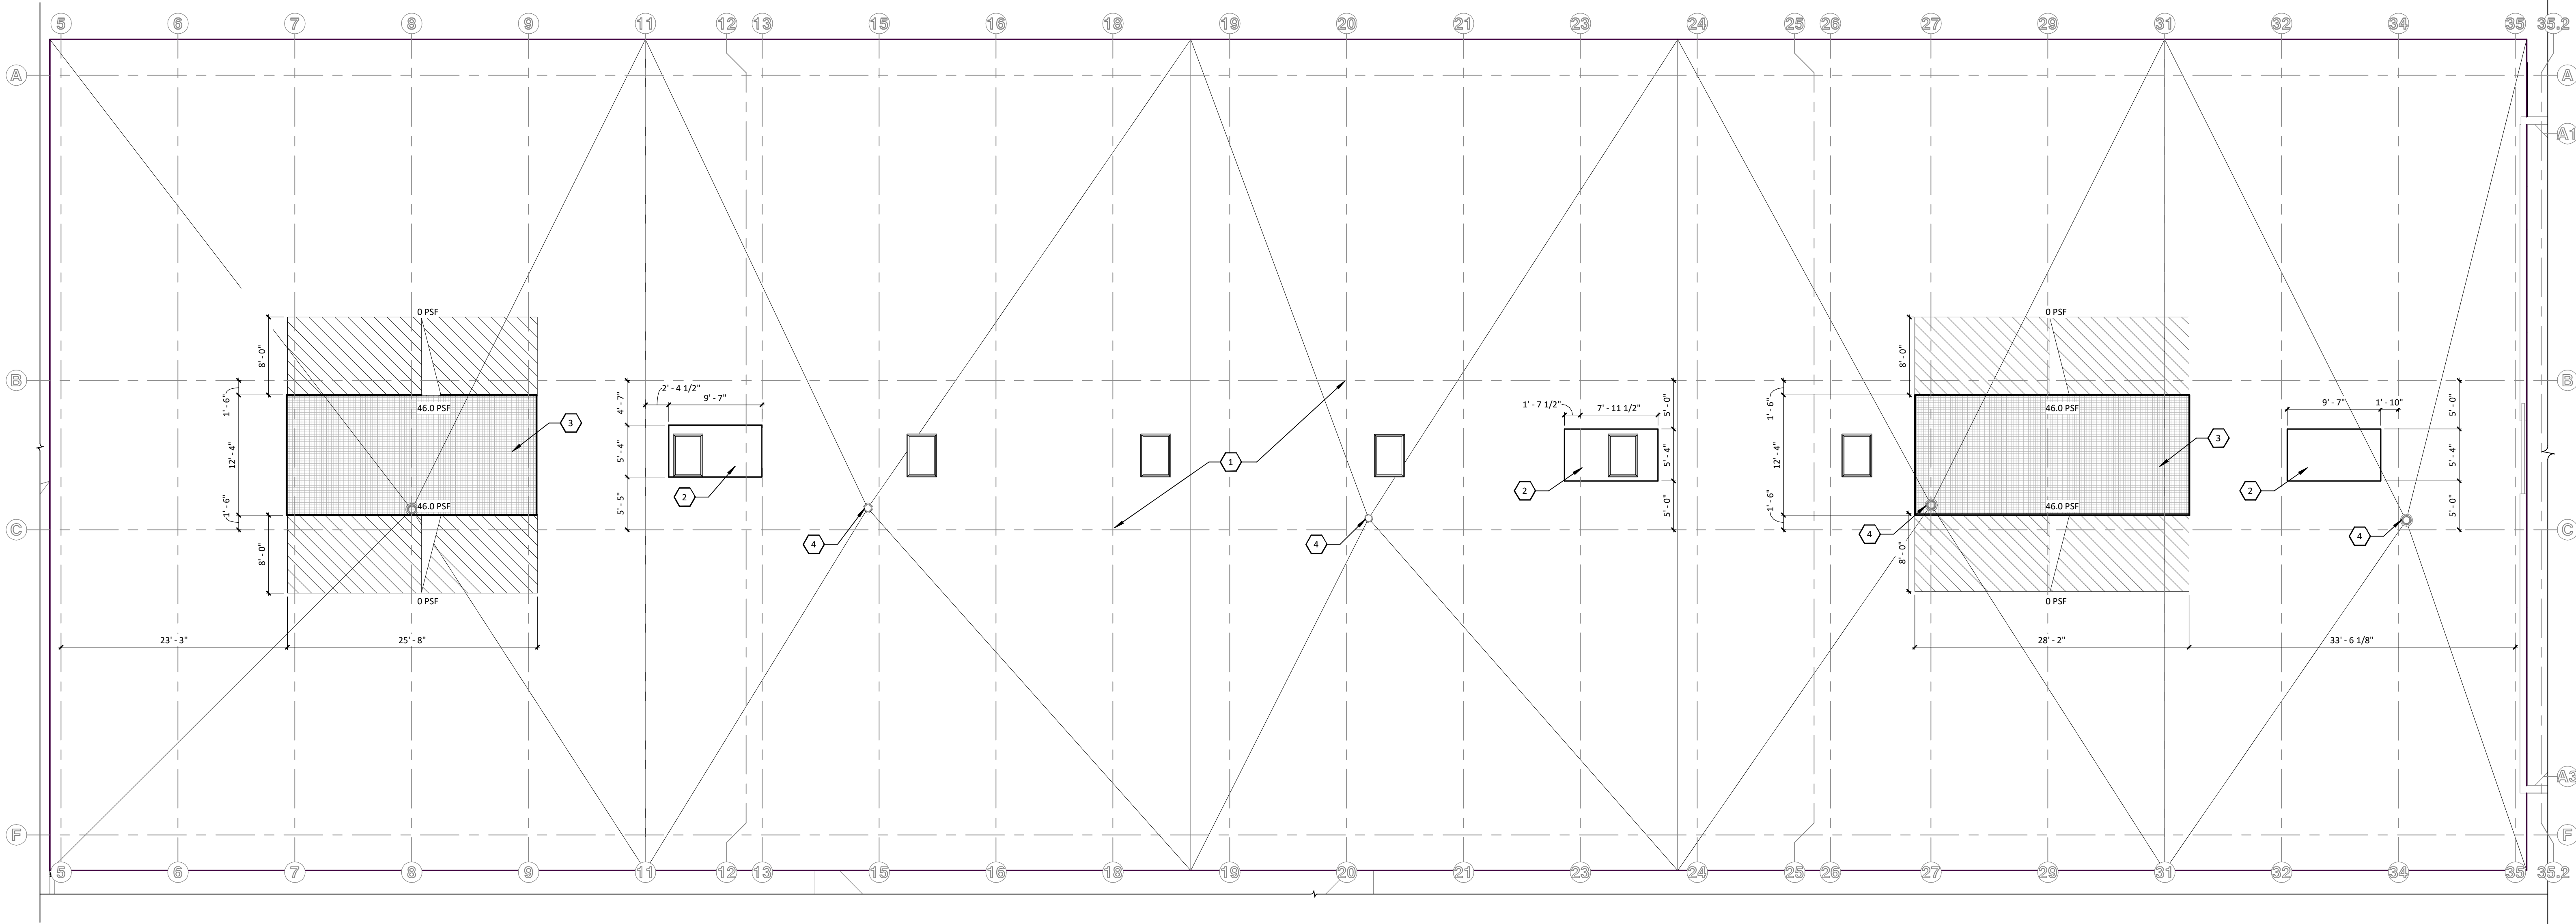 5 6 7 8 9 11 12 13 15 16 18 19 20 21 23 24 25 26 27 29 31 32 34 35 35.2
A A
A1
0 PSF 0 PSF
8' - 0" 8' - 0"
B B
1' - 6" 4' - 7" 2' - 4 1/2" 9' - 7" 1' - 7 1/2" 7' - 11 1/2" 5' - 0" 1' - 6" 9' - 7" 1' - 10" 5' - 0"
46.0 PSF 46.0 PSF
3 3
12' - 4" 5' - 4" 1 5' - 4" 12' - 4" 5' - 4"
2 2 2
1' - 6" 46.0 PSF 5' - 5" 5' - 0" 1' - 6" 46.0 PSF 5' - 0"
C C
4 4 4 4
8' - 0" 8' - 0"
0 PSF 0 PSF
23' - 3" 25' - 8" 28' - 2" 33' - 6 1/8"
A3
F F
5 6 7 8 9 11 12 13 15 16 18 19 20 21 23 24 25 26 27 29 31 32 34 35 35.2